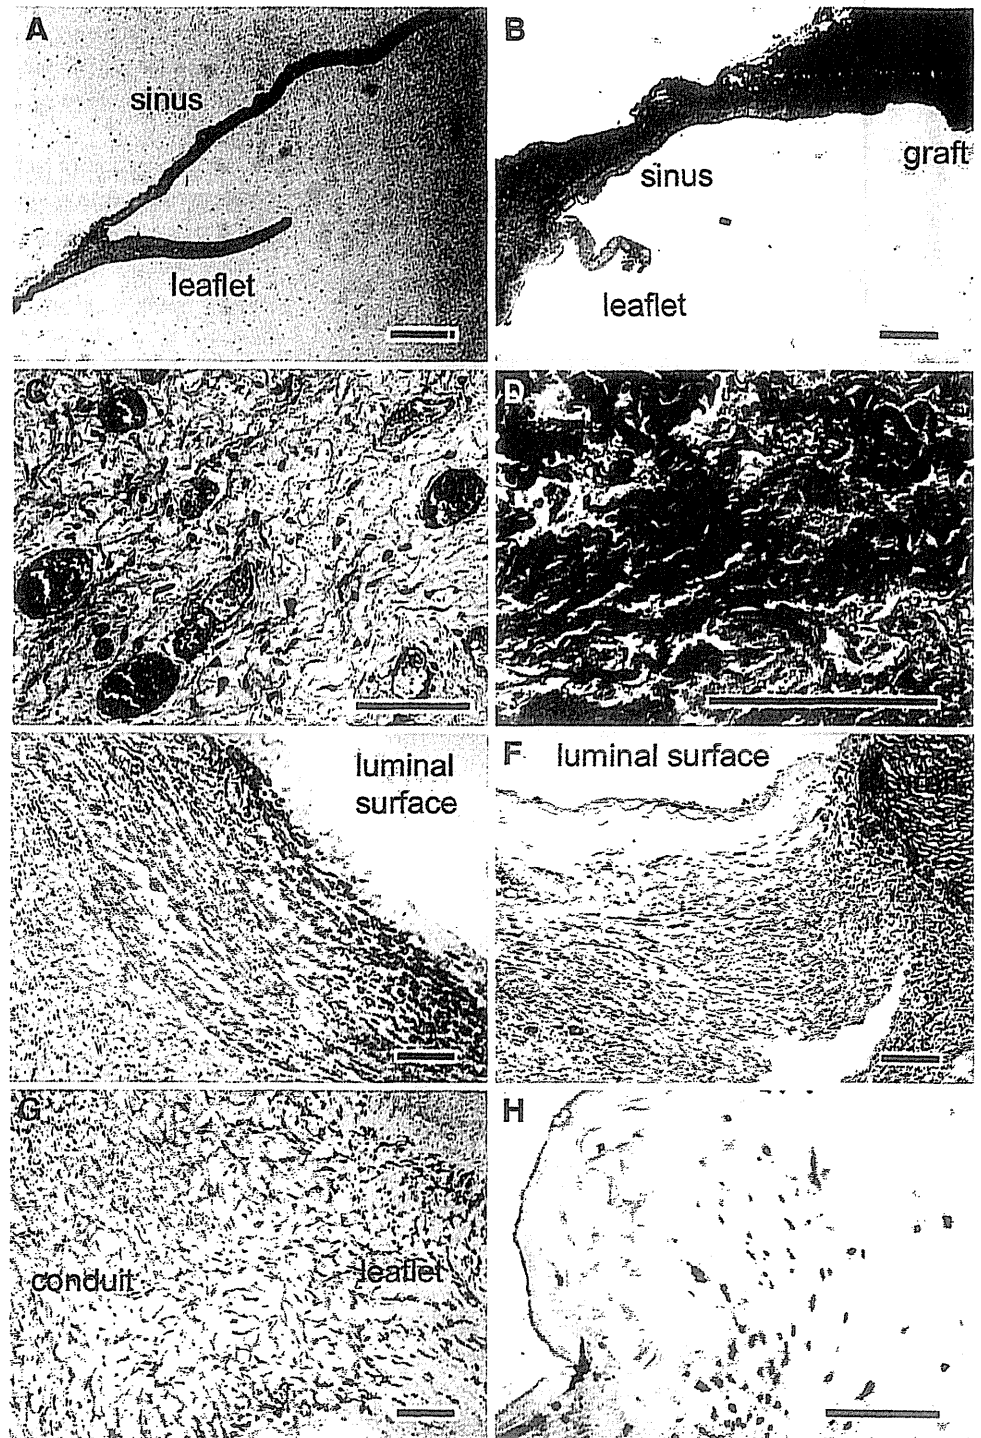 A
sinus
leaflet
B
graft
sinus
leaflet
C
D
luminal
surface
F
luminal surface
G
conduit
leaflet
H